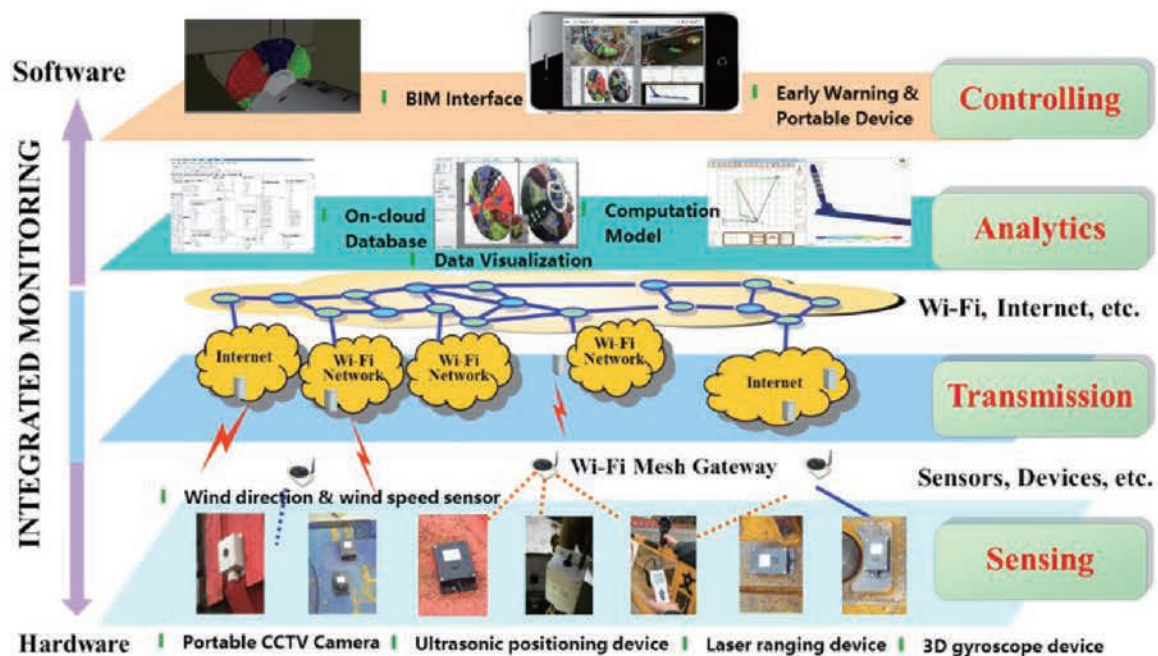 Software
BIM Interface
Early Warning &
Portable Device
Controlling
INTEGRATED MONITORING
On-cloud
Database
Computation
Model
Data Visualization
Analytics
Wi-Fi, Internet, etc.
Internet
Wi-Fi
Network
Wi-Fi
Network
Wi-Fi
Network
Internet
Transmission
Wi-Fi Mesh Gateway
Sensors, Devices, etc.
Wind direction & wind speed sensor
Sensing
Hardware
Portable CCTV Camera
Ultrasonic positioning device
Laser ranging device
3D gyroscope device